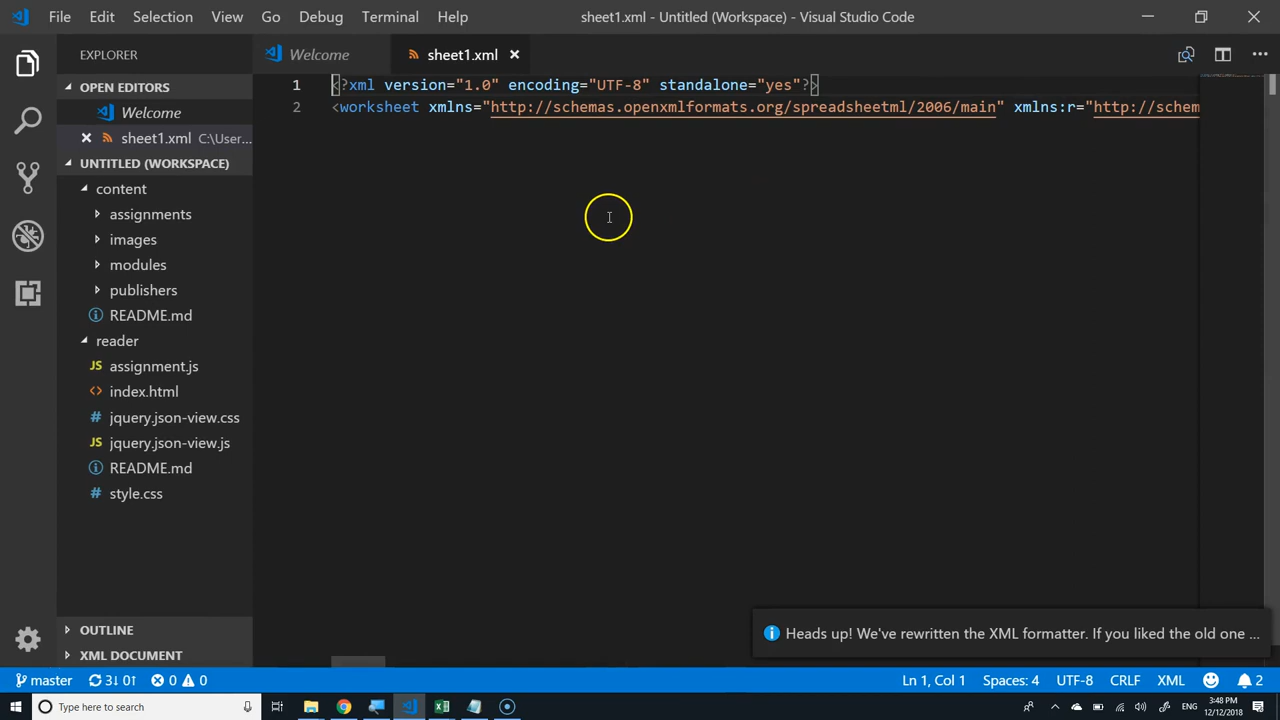 File Edit Selection View Go Debug Terminal Help
sheet1.xml - Untitled (Workspace) - Visual Studio Code
EXPLORER
Welcome
sheet1.xml
OPEN EDITORS
Welcome
sheet1.xml C:\User...
UNTITLED (WORKSPACE)
content
assignments
images
modules
publishers
README.md
reader
JS assignment.js
<> index.html
# jquery.json-view.css
JS jquery.json-view.js
README.md
# style.css
OUTLINE
XML DOCUMENT
1 <?xml version="1.0" encoding="UTF-8" standalone="yes"?>
2 <worksheet xmlns="http://schemas.openxmlformats.org/spreadsheetml/2006/main" xmlns:r="http://schem
Heads up! We've rewritten the XML formatter. If you liked the old one ...
master 3↓ 0↑ 0 0
Ln 1, Col 1 Spaces: 4 UTF-8 CRLF XML 2
Type here to search
ENG
3:48 PM
12/12/2018